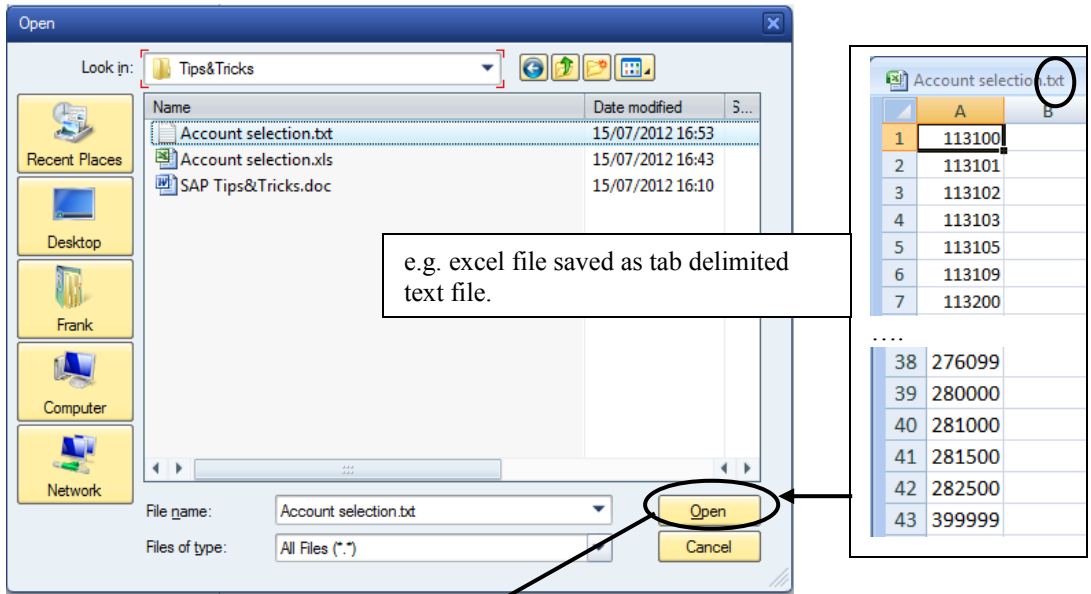 Open
Look in: Tips&Tricks
Name Date modified S...
Account selection.txt 15/07/2012 16:53
Account selection.xls 15/07/2012 16:43
SAP Tips&Tricks.doc 15/07/2012 16:10
Recent Places
Desktop
Frank
Computer
Network
File name: Account selection.txt Open
Files of type: All Files (*.*) Cancel
e.g. excel file saved as tab delimited
text file.
Account selection.txt
A B
1 113100
2 113101
3 113102
4 113103
5 113105
6 113109
7 113200
....
38 276099
39 280000
40 281000
41 281500
42 282500
43 399999